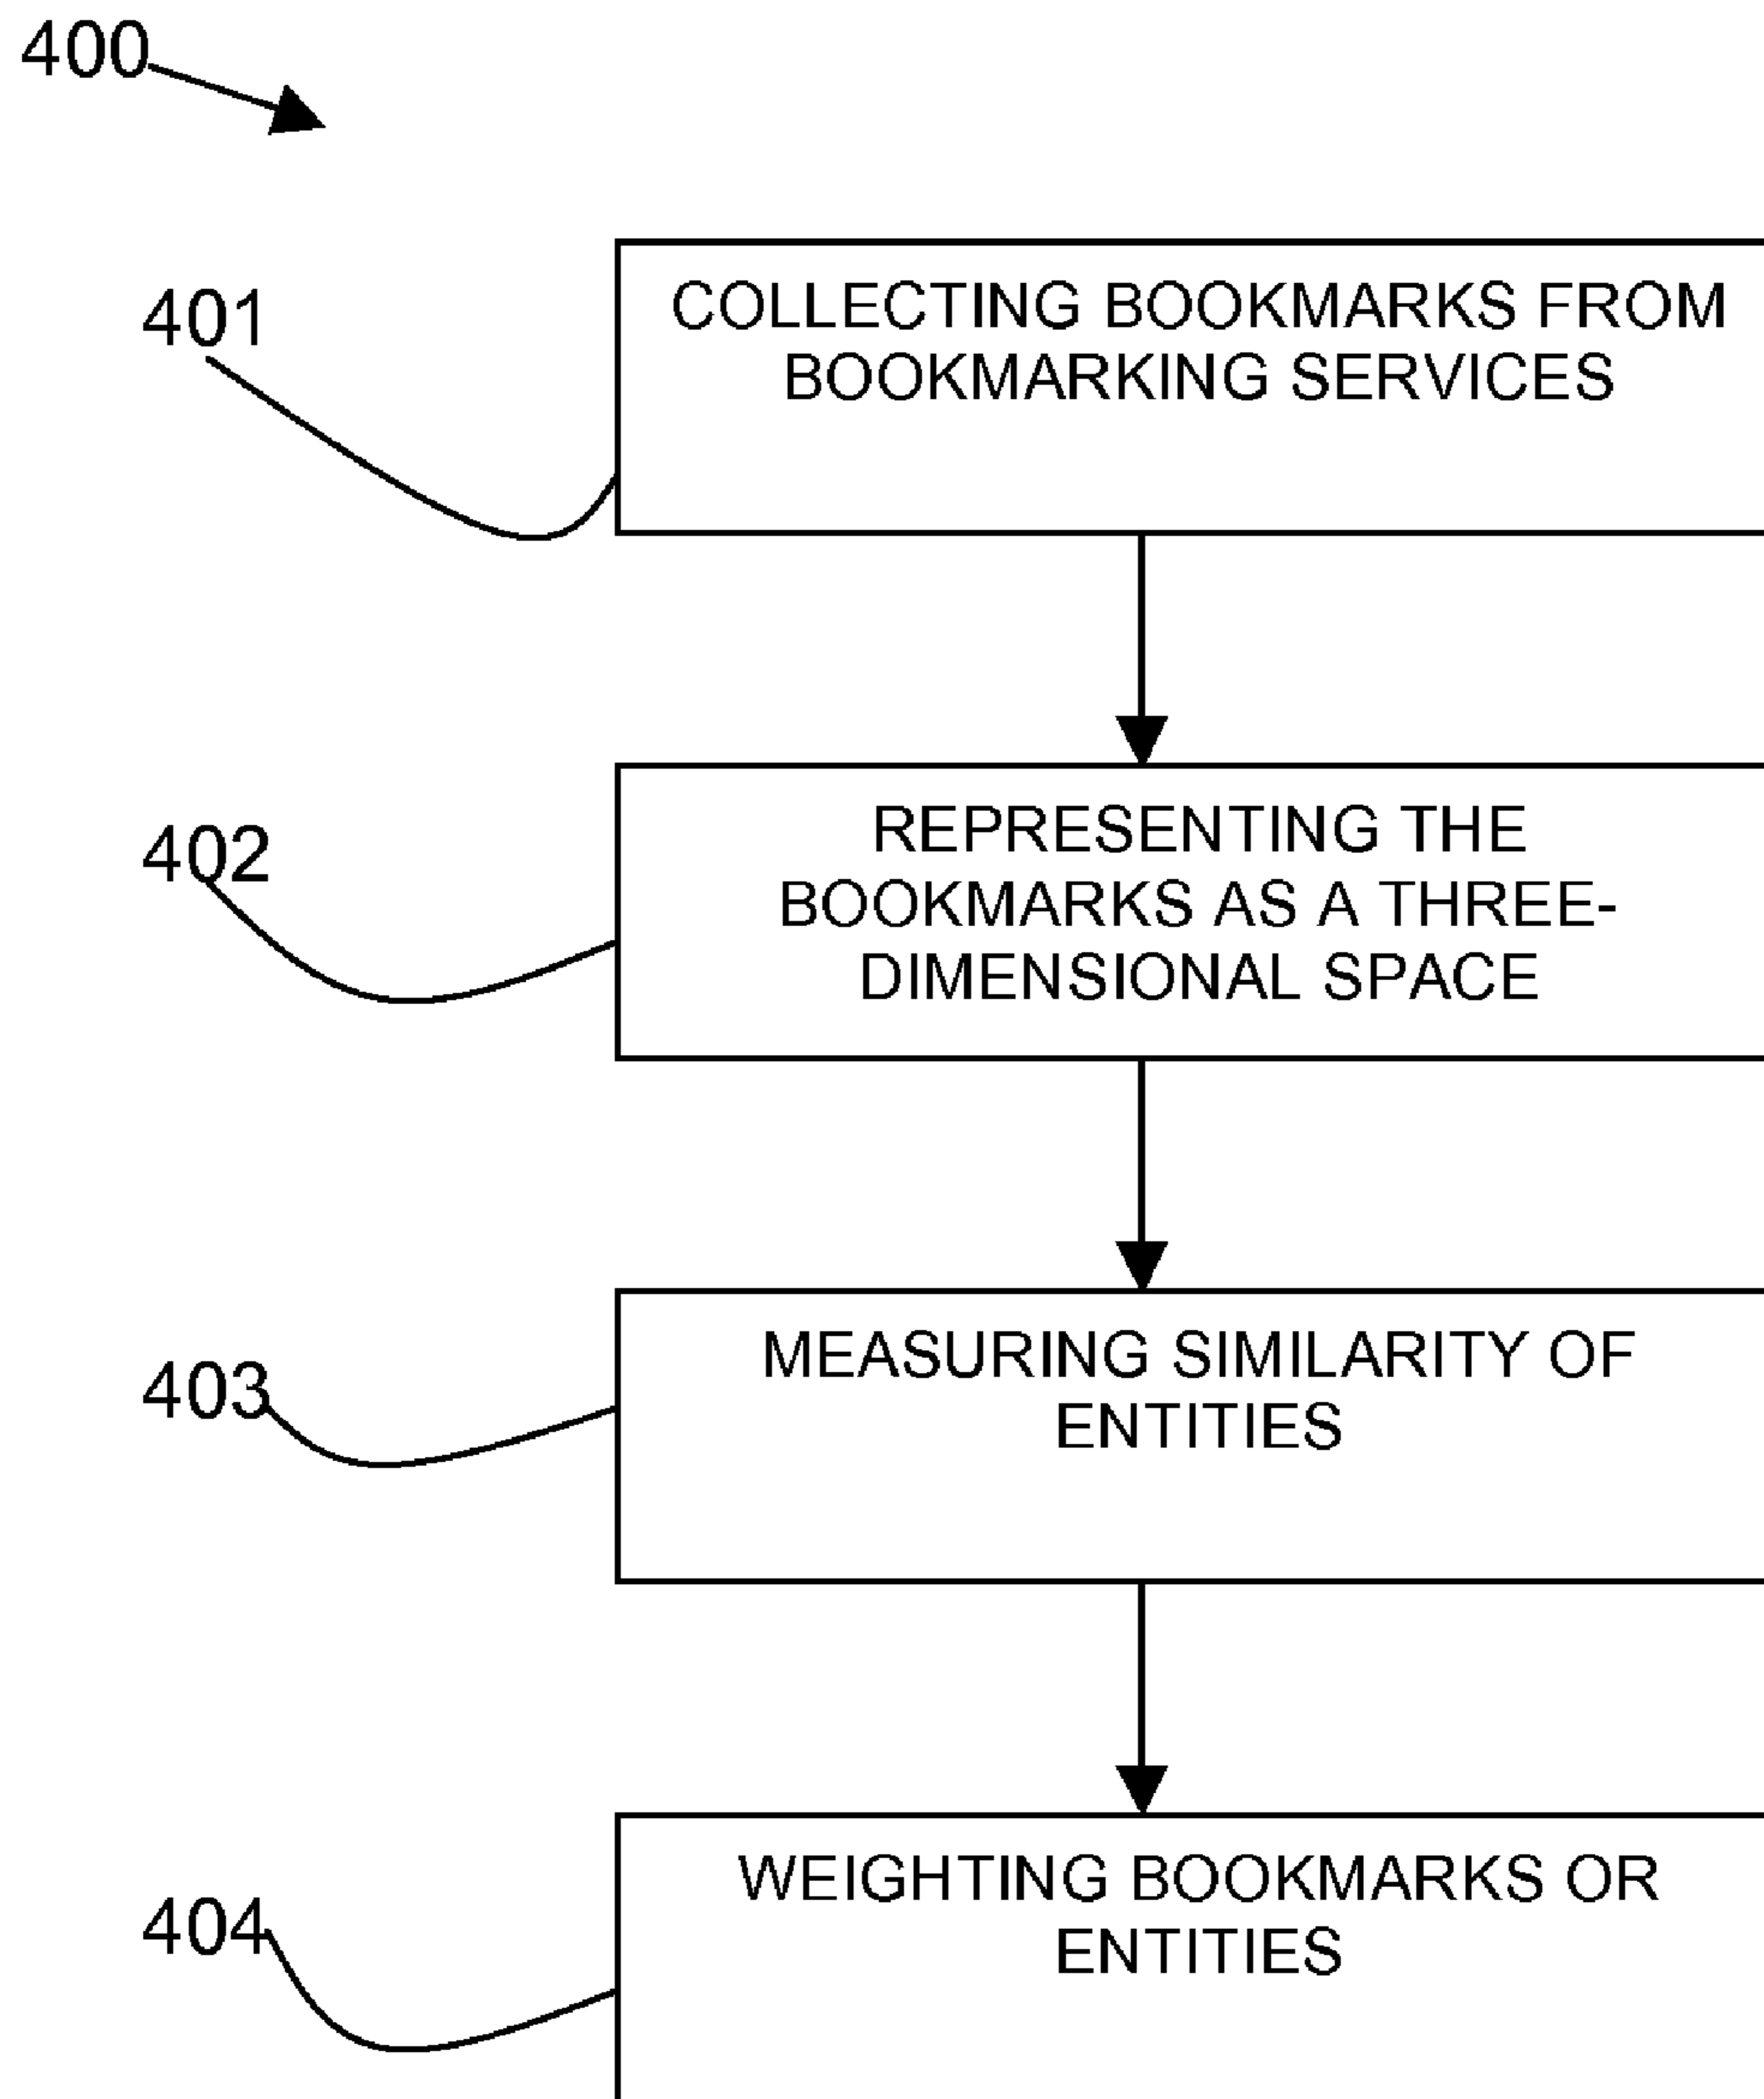 400
401
COLLECTING BOOKMARKS FROM
BOOKMARKING SERVICES
402
REPRESENTING THE
BOOKMARKS AS A THREE-
DIMENSIONAL SPACE
403
MEASURING SIMILARITY OF
ENTITIES
404
WEIGHTING BOOKMARKS OR
ENTITIES